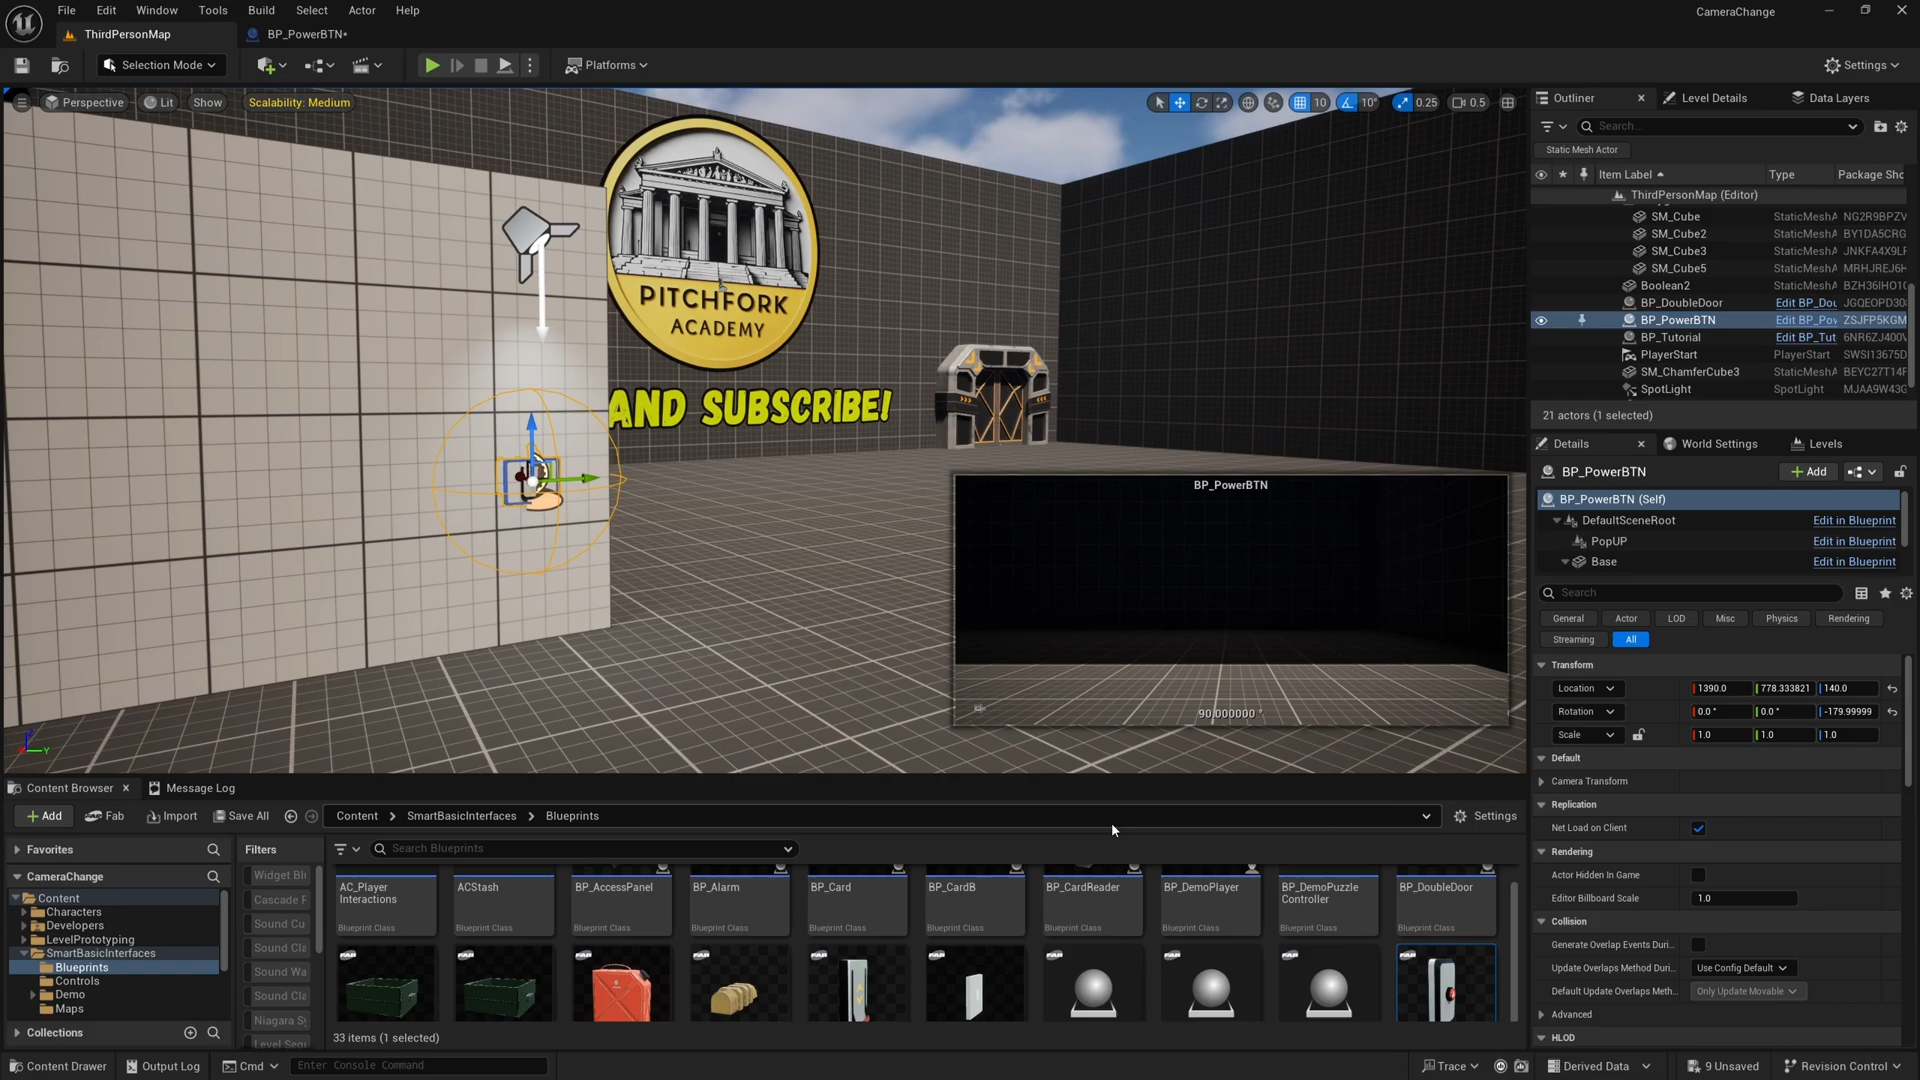 File Edit Window Tools Build Select Actor Help
CameraChange
ThirdPersonMap
BP_PowerBTN*
Selection Mode
Platforms
Settings
Perspective Lit Show Scalability: Medium
10 10° 0.25 0.5
PITCHFORK
ACADEMY
AND SUBSCRIBE!
BP_PowerBTN
90.000000 °
Outliner Level Details Data Layers
Search...
Static Mesh Actor
Item Label Type Package Sho
ThirdPersonMap (Editor)
SM_Cube StaticMeshA NG2R9BPZV
SM_Cube2 StaticMeshA BY1DA5CRG
SM_Cube3 StaticMeshA JNKFA4X9LF
SM_Cube5 StaticMeshA MRHJREJ6H
Boolean2 StaticMeshA BZH36IHO1
BP_DoubleDoor Edit BP_Dou JGQEOPD30
BP_PowerBTN Edit BP_Pow ZSJFP5KGM
BP_Tutorial Edit BP_Tut 6NR6ZJ400
PlayerStart PlayerStart SWSI13675D
SM_ChamferCube3 StaticMeshA BEYC27T14F
SpotLight SpotLight MJAA9W43G
21 actors (1 selected)
Details World Settings Levels
BP_PowerBTN Add
BP_PowerBTN (Self)
DefaultSceneRoot Edit in Blueprint
PopUP Edit in Blueprint
Base Edit in Blueprint
Search
General Actor LOD Misc Physics Rendering
Streaming All
Transform
Location 1390.0 778.333821 140.0
Rotation 0.0 ° 0.0 ° -179.99999
Scale 1.0 1.0 1.0
Default
Camera Transform
Replication
Net Load on Client
Rendering
Actor Hidden In Game
Editor Billboard Scale 1.0
Collision
Generate Overlap Events Duri...
Update Overlaps Method Duri... Use Config Default
Default Update Overlaps Meth... Only Update Movable
Advanced
HLOD
Content Browser Message Log
Add Fab Import Save All Content SmartBasicInterfaces Blueprints Settings
Favorites
CameraChange
Content
Characters
Developers
LevelPrototyping
SmartBasicInterfaces
Blueprints
Controls
Demo
Maps
Collections
Filters
Widget Blu
Cascade P
Sound Cu
Sound Cla
Sound Wa
Sound Cla
Niagara Sy
Level Sequ
Search Blueprints
AC_Player Interactions
ACStash
BP_AccessPanel
BP_Alarm
BP_Card
BP_CardB
BP_CardReader
BP_DemoPlayer
BP_DemoPuzzle Controller
BP_DoubleDoor
Blueprint Class Blueprint Class Blueprint Class Blueprint Class Blueprint Class Blueprint Class Blueprint Class Blueprint Class Blueprint Class Blueprint Class
33 items (1 selected)
Content Drawer Output Log Cmd Enter Console Command Trace Derived Data 9 Unsaved Revision Control